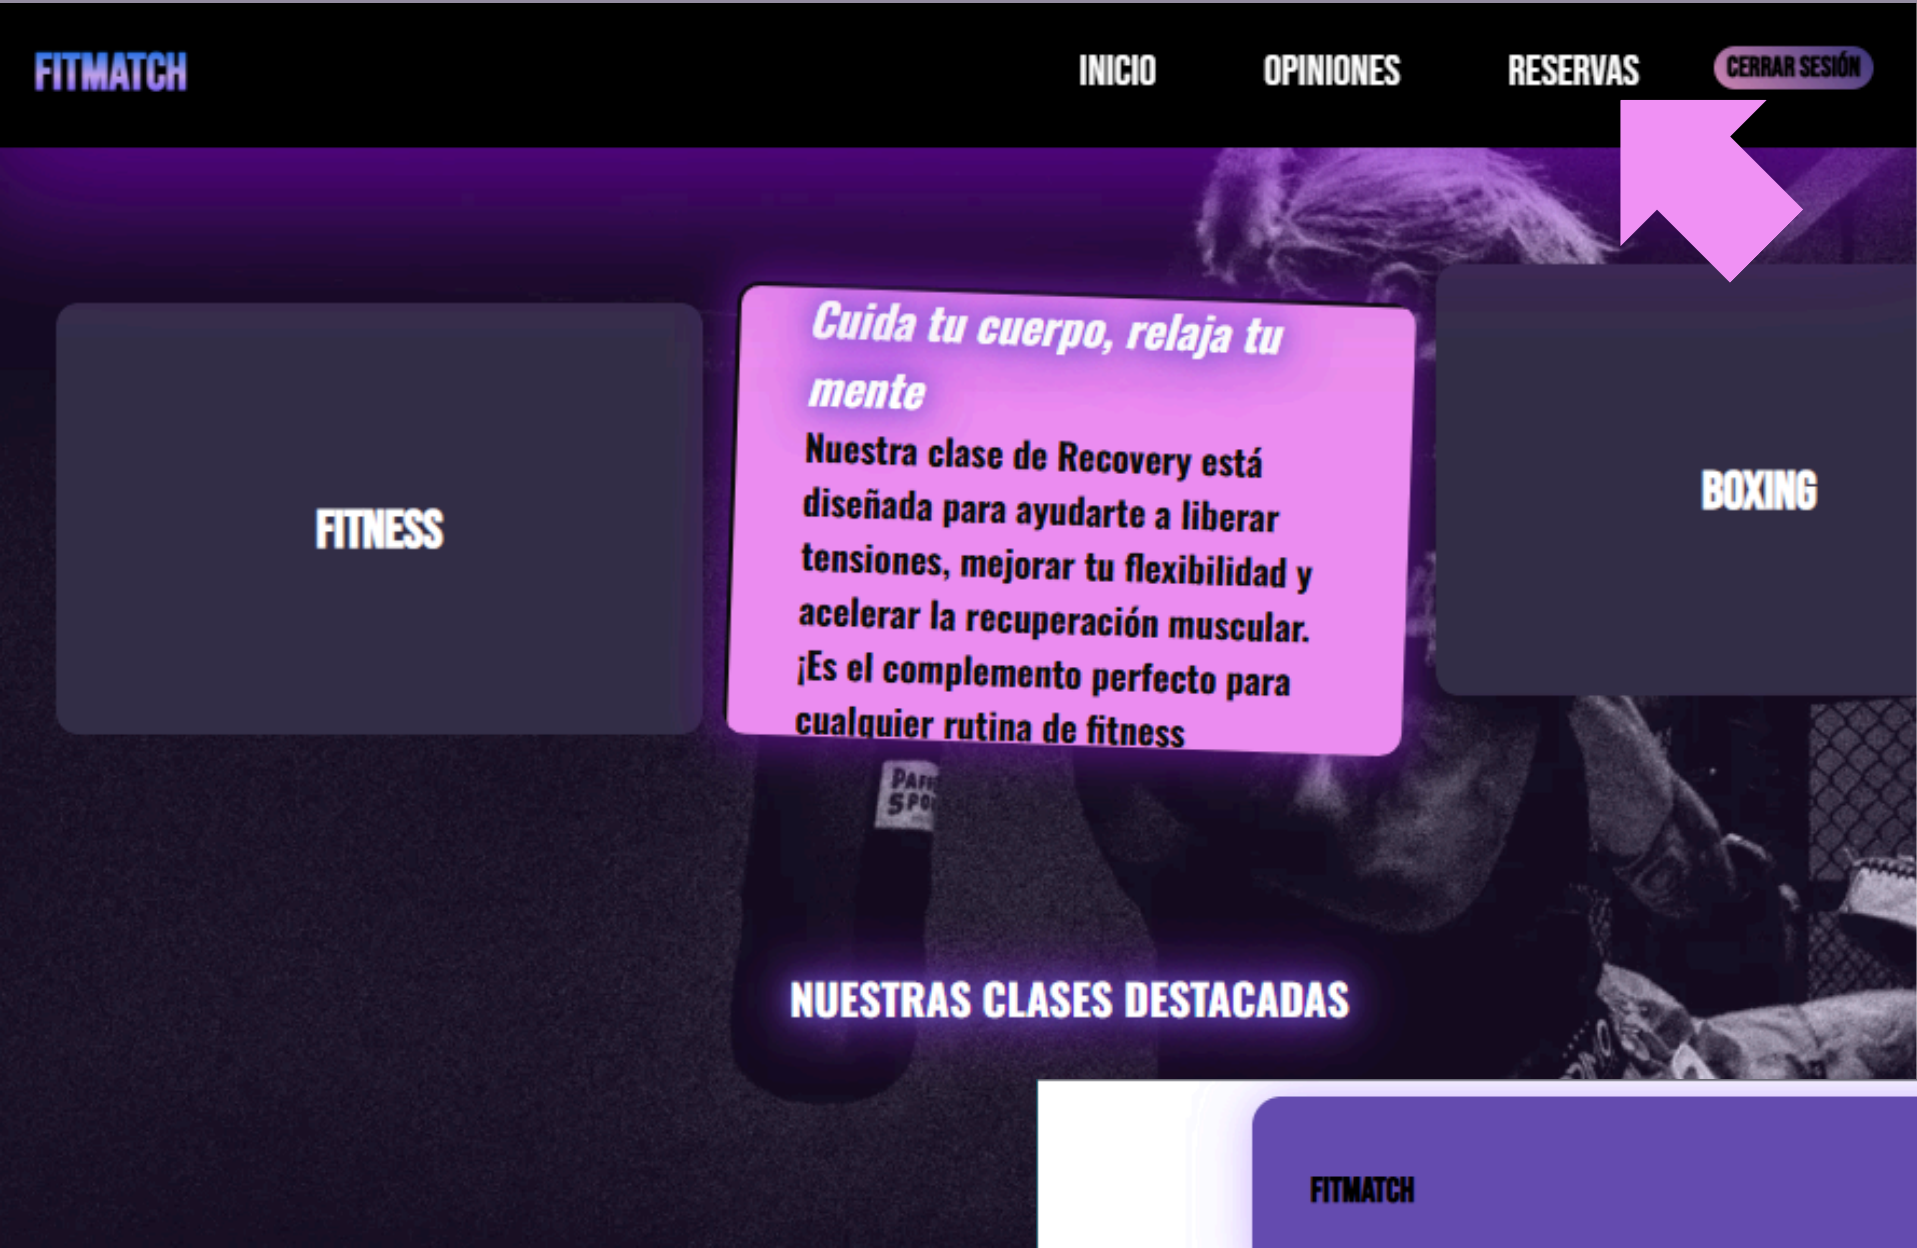 FITMATCH
INICIO
OPINIONES
RESERVAS
CERRAR SESIÓN
FITNESS
Cuida tu cuerpo, relaja tu
mente
Nuestra clase de Recovery está
diseñada para ayudarte a liberar
tensiones, mejorar tu flexibilidad y
acelerar la recuperación muscular.
¡Es el complemento perfecto para
cualquier rutina de fitness
BOXING
NUESTRAS CLASES DESTACADAS
FITMATCH